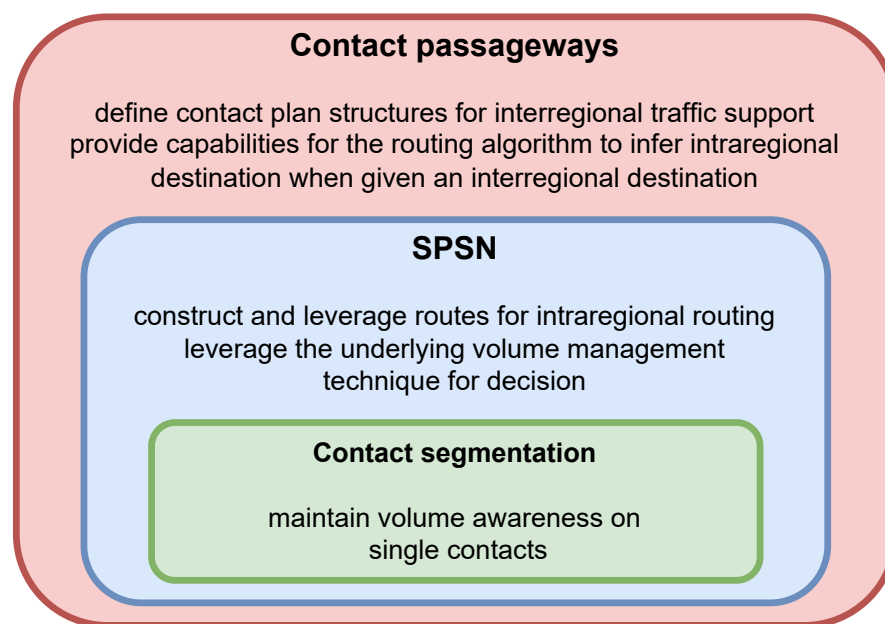 Contact passageways
define contact plan structures for interregional traffic support
provide capabilities for the routing algorithm to infer intraregional
destination when given an interregional destination
SPSN
construct and leverage routes for intraregional routing
leverage the underlying volume management
technique for decision
Contact segmentation
maintain volume awareness on
single contacts